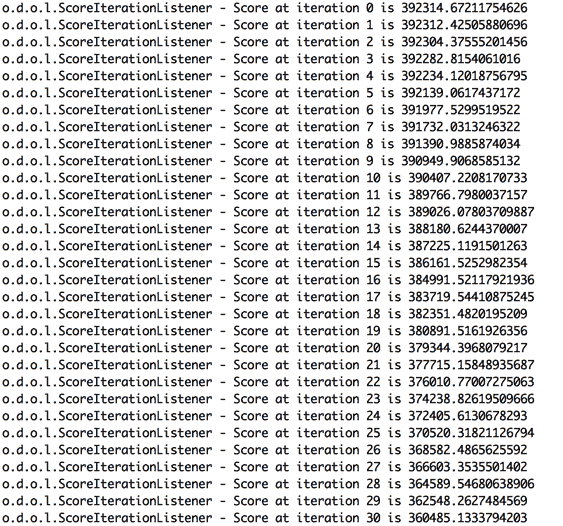 o.d.o.l.ScoreIterationListener - Score at iteration 0 is 392314.67211754626
o.d.o.l.ScoreIterationListener - Score at iteration 1 is 392312.42505880696
o.d.o.l.ScoreIterationListener - Score at iteration 2 is 392304.37555201456
o.d.o.l.ScoreIterationListener - Score at iteration 3 is 392282.8154061016
o.d.o.l.ScoreIterationListener - Score at iteration 4 is 392234.12018756795
o.d.o.l.ScoreIterationListener - Score at iteration 5 is 392139.0617437172
o.d.o.l.ScoreIterationListener - Score at iteration 6 is 391977.5299519522
o.d.o.l.ScoreIterationListener - Score at iteration 7 is 391732.0313246322
o.d.o.l.ScoreIterationListener - Score at iteration 8 is 391390.9885874034
o.d.o.l.ScoreIterationListener - Score at iteration 9 is 390949.9068585132
o.d.o.l.ScoreIterationListener - Score at iteration 10 is 390407.2208170733
o.d.o.l.ScoreIterationListener - Score at iteration 11 is 389766.7980037157
o.d.o.l.ScoreIterationListener - Score at iteration 12 is 389026.07803709887
o.d.o.l.ScoreIterationListener - Score at iteration 13 is 388180.6244370007
o.d.o.l.ScoreIterationListener - Score at iteration 14 is 387225.1191501263
o.d.o.l.ScoreIterationListener - Score at iteration 15 is 386161.5252982354
o.d.o.l.ScoreIterationListener - Score at iteration 16 is 384991.52117921936
o.d.o.l.ScoreIterationListener - Score at iteration 17 is 383719.54410875245
o.d.o.l.ScoreIterationListener - Score at iteration 18 is 382351.4820195209
o.d.o.l.ScoreIterationListener - Score at iteration 19 is 380891.5161926356
o.d.o.l.ScoreIterationListener - Score at iteration 20 is 379344.3968079217
o.d.o.l.ScoreIterationListener - Score at iteration 21 is 377715.15848935687
o.d.o.l.ScoreIterationListener - Score at iteration 22 is 376010.77007275063
o.d.o.l.ScoreIterationListener - Score at iteration 23 is 374238.82619509666
o.d.o.l.ScoreIterationListener - Score at iteration 24 is 372405.6130678293
o.d.o.l.ScoreIterationListener - Score at iteration 25 is 370520.31821126794
o.d.o.l.ScoreIterationListener - Score at iteration 26 is 368582.4865625592
o.d.o.l.ScoreIterationListener - Score at iteration 27 is 366603.3535501402
o.d.o.l.ScoreIterationListener - Score at iteration 28 is 364589.54680638906
o.d.o.l.ScoreIterationListener - Score at iteration 29 is 362548.2627484569
o.d.o.l.ScoreIterationListener - Score at iteration 30 is 360485.1333794203